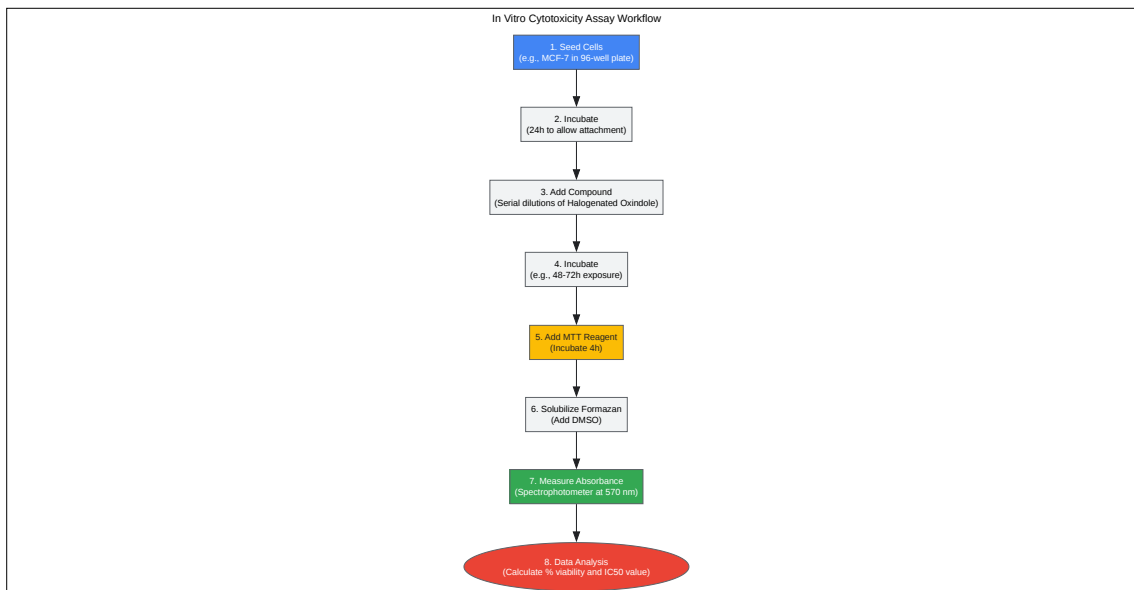 In Vitro Cytotoxicity Assay Workflow
1. Seed Cells
(e.g., MCF-7 in 96-well plate)
2. Incubate
(24h to allow attachment)
3. Add Compound
(Serial dilutions of Halogenated Oxindole)
4. Incubate
(e.g., 48-72h exposure)
5. Add MTT Reagent
(Incubate 4h)
6. Solubilize Formazan
(Add DMSO)
7. Measure Absorbance
(Spectrophotometer at 570 nm)
8. Data Analysis
(Calculate % viability and IC50 value)